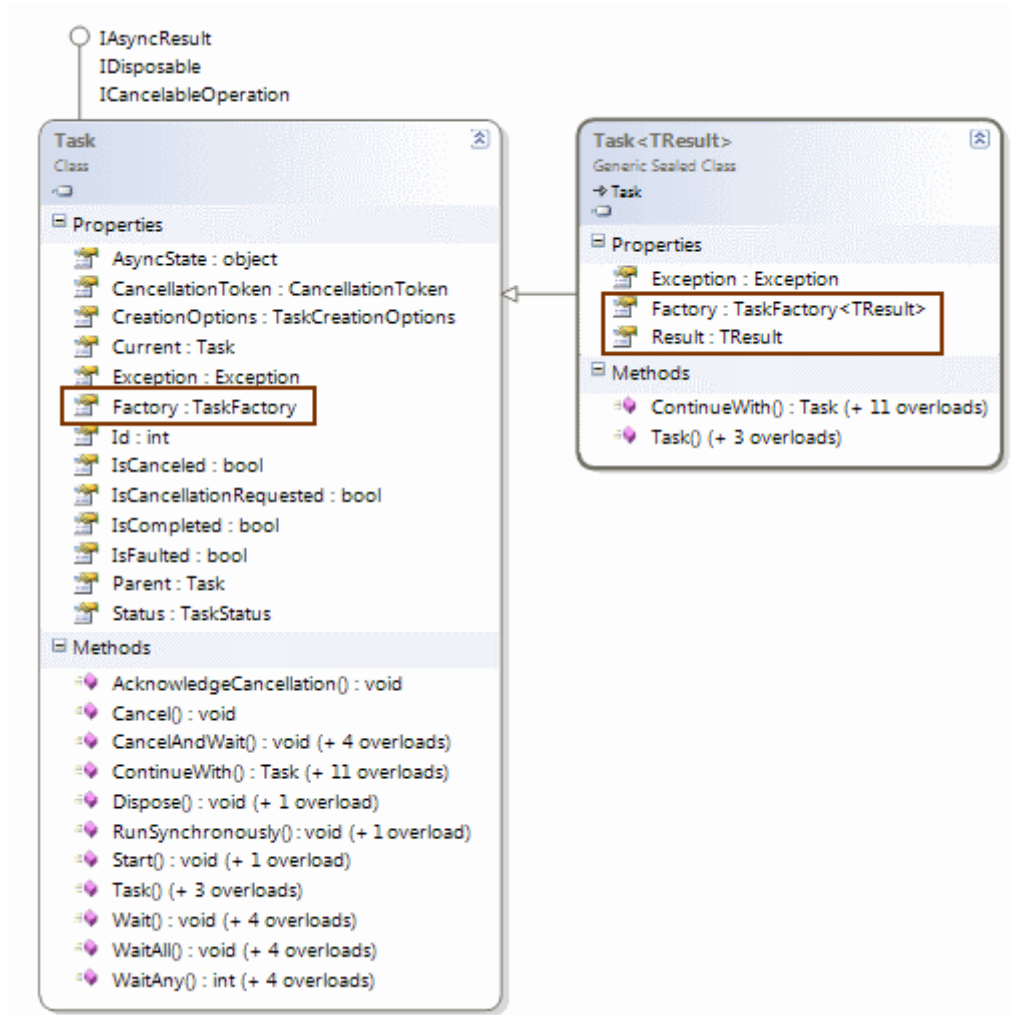 IAsyncResult
IDisposable
ICancelableOperation
Task
Class
Properties
AsyncState : object
CancellationToken : CancellationToken
CreationOptions : TaskCreationOptions
Current : Task
Exception : Exception
Factory : TaskFactory
Id : int
IsCanceled : bool
IsCancellationRequested : bool
IsCompleted : bool
IsFaulted : bool
Parent : Task
Status : TaskStatus
Methods
AcknowledgeCancellation() : void
Cancel() : void
CancelAndWait() : void (+ 4 overloads)
ContinueWith() : Task (+ 11 overloads)
Dispose() : void (+ 1 overload)
RunSynchronously() : void (+ 1 overload)
Start() : void (+ 1 overload)
Task() (+ 3 overloads)
Wait() : void (+ 4 overloads)
WaitAll() : void (+ 4 overloads)
WaitAny() : int (+ 4 overloads)
Task<TResult>
Generic Sealed Class
Task
Properties
Exception : Exception
Factory : TaskFactory<TResult>
Result : TResult
Methods
ContinueWith() : Task (+ 11 overloads)
Task() (+ 3 overloads)